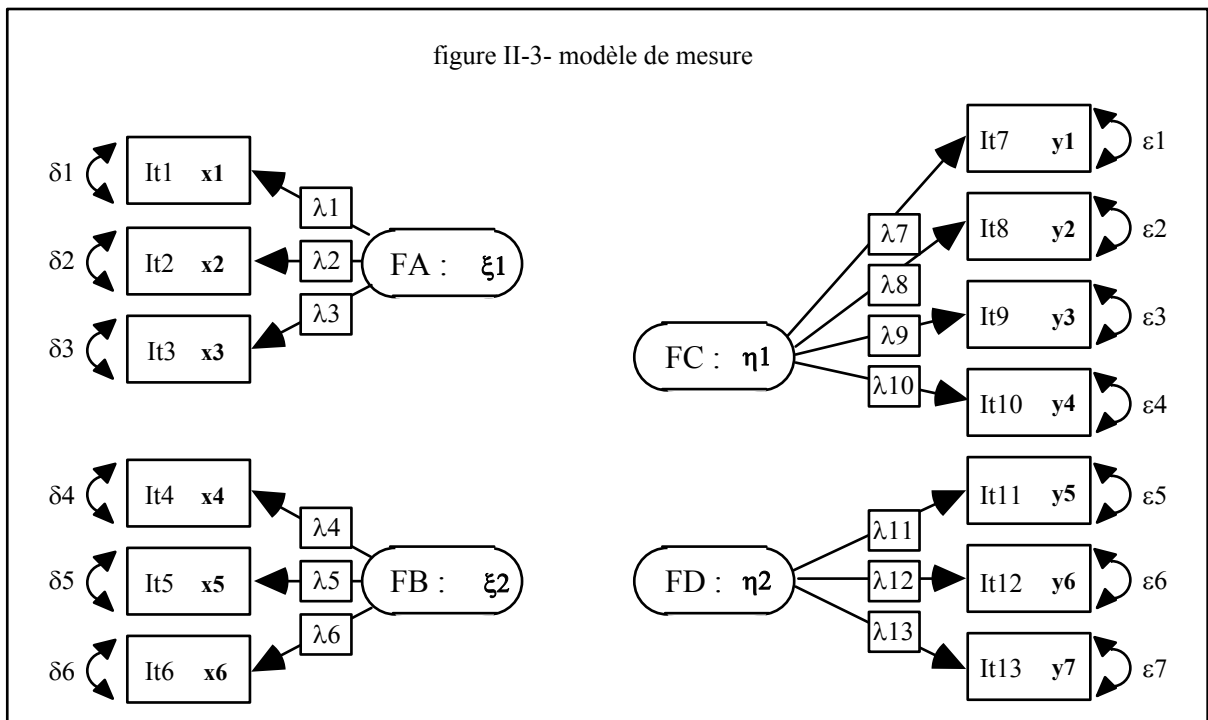 figure II-3- modèle de mesure
δ1 It1 x1 λ1
δ2 It2 x2 λ2 FA : ξ1
δ3 It3 x3 λ3
δ4 It4 x4 λ4
δ5 It5 x5 λ5 FB : ξ2
δ6 It6 x6 λ6
λ7 It7 y1 ε1
λ8 It8 y2 ε2
FC : η1 λ9 It9 y3 ε3
λ10 It10 y4 ε4
λ11 It11 y5 ε5
FD : η2 λ12 It12 y6 ε6
λ13 It13 y7 ε7